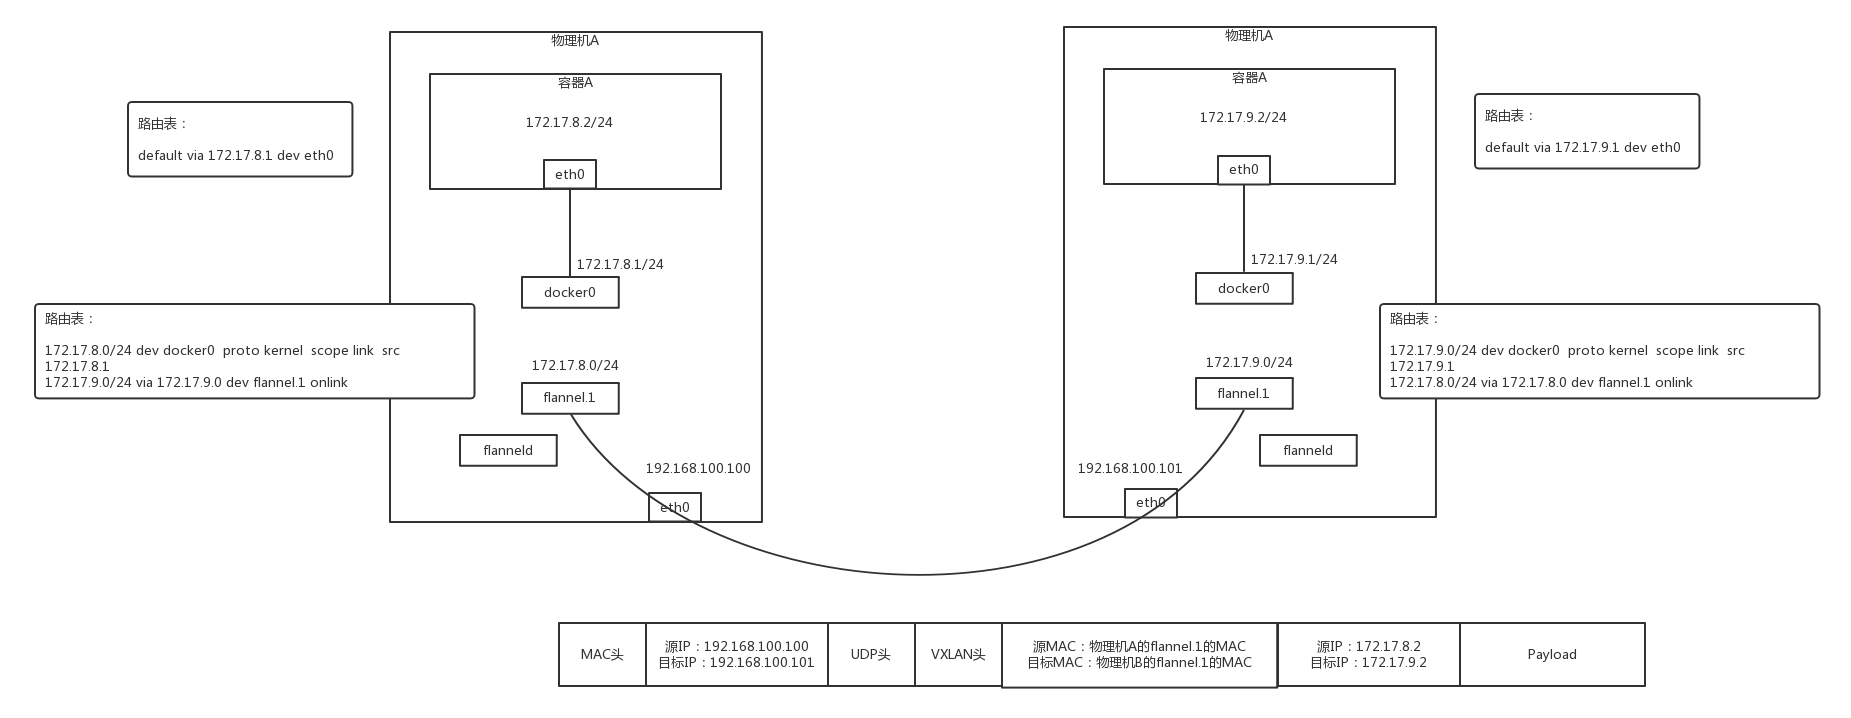 物理机A
容器A
172.17.8.2/24
eth0
路由表：
default via 172.17.8.1 dev eth0
172.17.8.1/24
docker0
路由表：
172.17.8.0/24 dev docker0  proto kernel  scope link  src
172.17.8.1
172.17.9.0/24 via 172.17.9.0 dev flannel.1 onlink
172.17.8.0/24
flannel.1
flanneld
192.168.100.100
eth0
物理机A
容器A
172.17.9.2/24
eth0
路由表：
default via 172.17.9.1 dev eth0
172.17.9.1/24
docker0
路由表：
172.17.9.0/24 dev docker0  proto kernel  scope link  src
172.17.9.1
172.17.8.0/24 via 172.17.8.0 dev flannel.1 onlink
172.17.9.0/24
flannel.1
flanneld
192.168.100.101
eth0
MAC头
源IP：192.168.100.100
目标IP：192.168.100.101
UDP头
VXLAN头
源MAC：物理机A的flannel.1的MAC
目标MAC：物理机B的flannel.1的MAC
源IP：172.17.8.2
目标IP：172.17.9.2
Payload